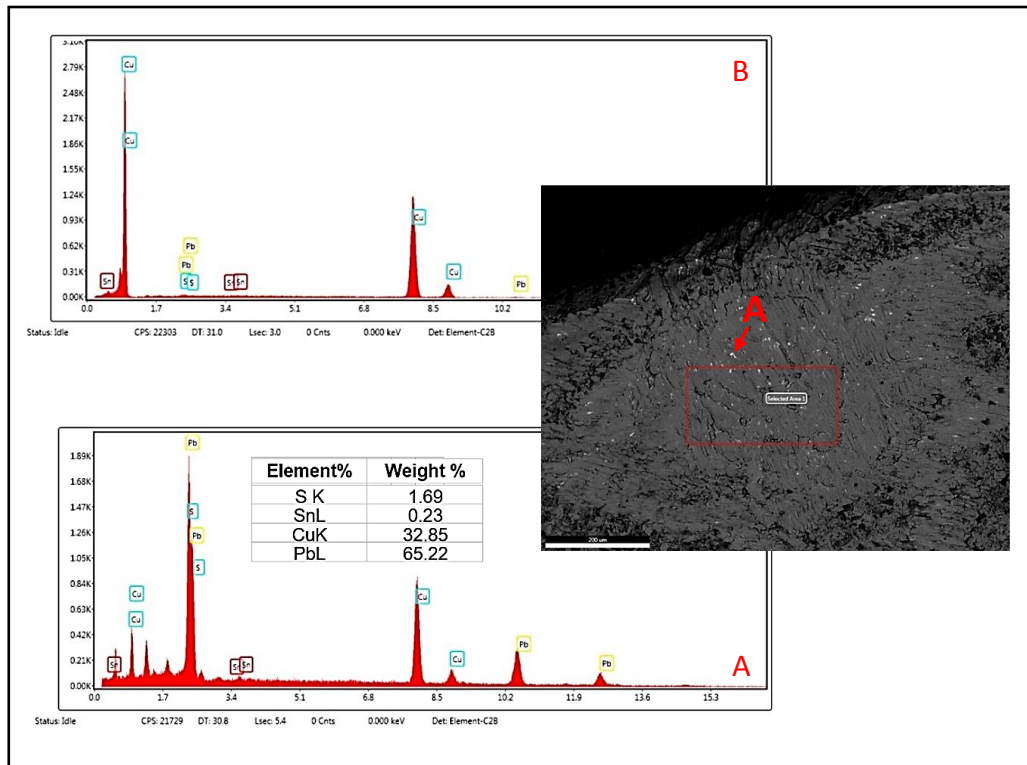 3.10K
2.79K
2.48K
2.17K
1.86K
1.55K
1.24K
0.93K
0.62K
0.31K
0.00K
Cu
Cu
Sn
Pb
Pb
S
S
Sn
Sn
Cu
Cu
Pb
B
0.0 1.7 3.4 5.1 6.8 8.5 10.2
Status: Idle CPS: 22303 DT: 31.0 Lsec: 3.0 0 Cnts 0.000 keV Det: Element-C2B
A
Selected Area 1
200 um
1.89K
1.68K
1.47K
1.26K
1.05K
0.84K
0.63K
0.42K
0.21K
0.00K
Pb
S
Pb
S
Cu
Cu
Sn
Sn
Sn
Cu
Cu
Pb
Pb
Element% Weight %
S K 1.69
SnL 0.23
CuK 32.85
PbL 65.22
A
0.0 1.7 3.4 5.1 6.8 8.5 10.2 11.9 13.6 15.3
Status: Idle CPS: 21729 DT: 30.8 Lsec: 5.4 0 Cnts 0.000 keV Det: Element-C2B